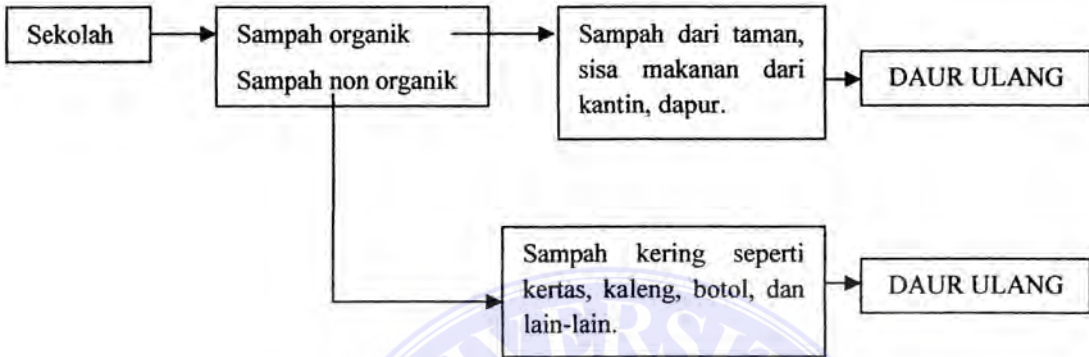 Sekolah
Sampah organik
Sampah non organik
Sampah dari taman,
sisa makanan dari
kantin, dapur.
DAUR ULANG
Sampah kering seperti
kertas, kaleng, botol, dan
lain-lain.
DAUR ULANG